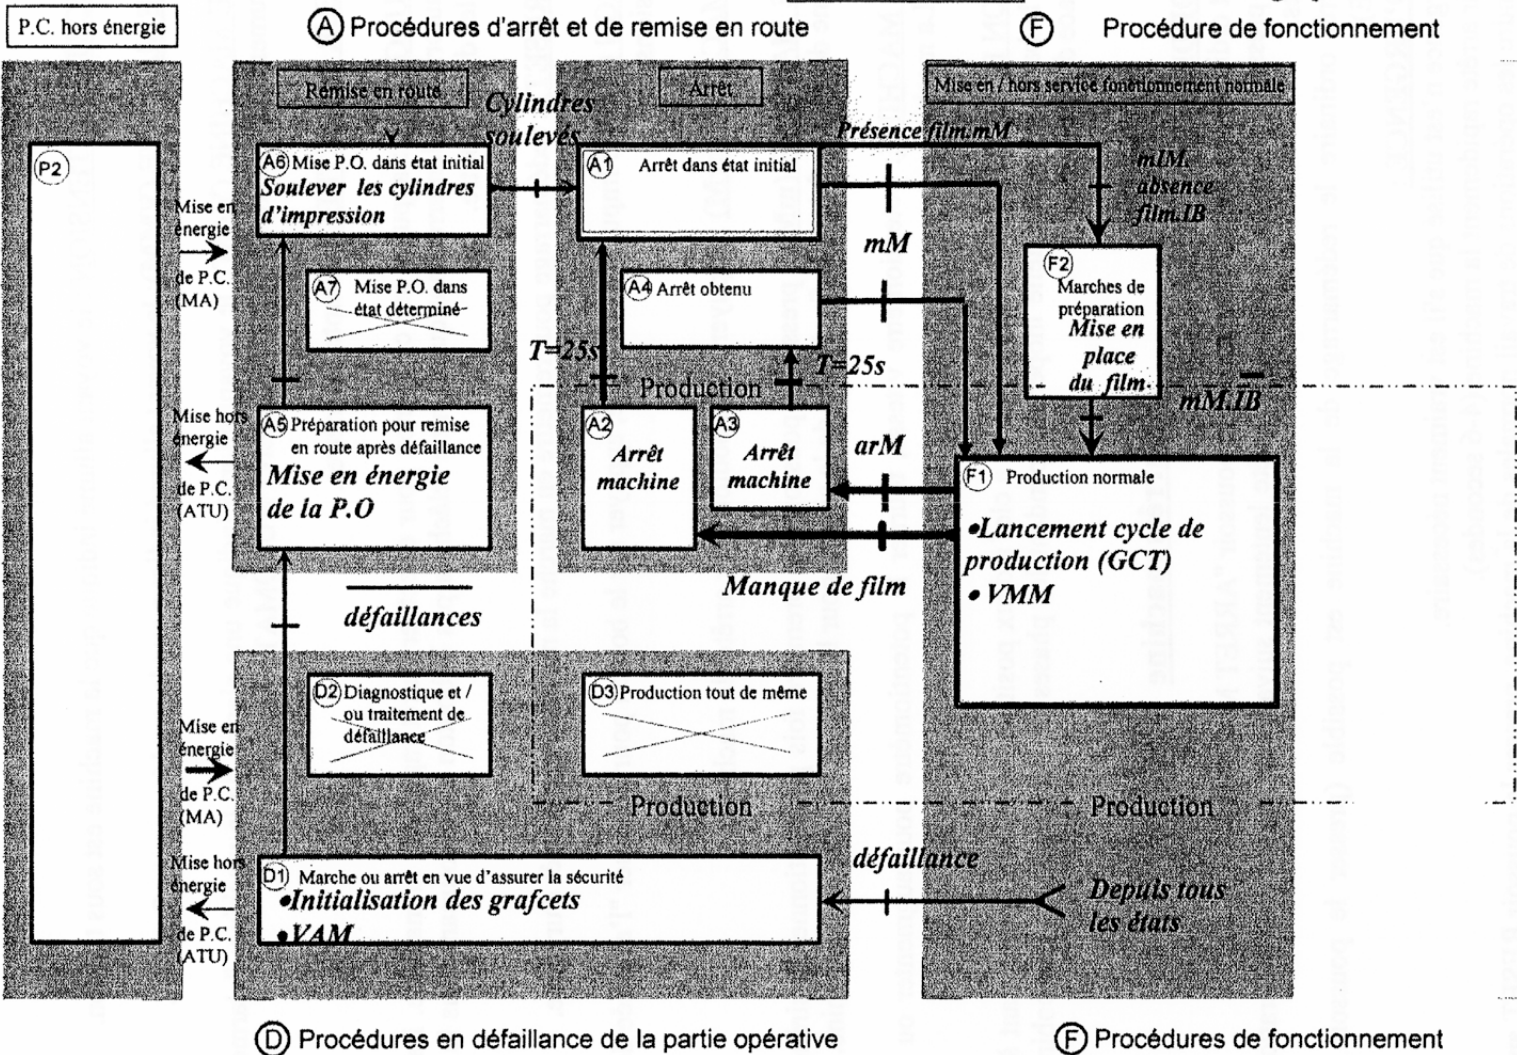 P.C. hors énergie
A Procédures d'arrêt et de remise en route
F Procédure de fonctionnement
Remise en route
Arrêt
Mise en / hors service fonctionnement normale
Cylindres
soulevés
Présence film.mM
P2
A6 Mise P.O. dans état initial
Soulever les cylindres
d'impression
A1 Arrêt dans état initial
mIM.
absence
film.IB
Mise en
énergie
de P.C.
(MA)
mM
A7 Mise P.O. dans
état déterminé
A4 Arrêt obtenu
F2
Marches de
préparation
Mise en
place
du film
T=25s
T=25s
Production
mM.IB
Mise hors
énergie
de P.C.
(ATU)
A5 Préparation pour remise
en route après défaillance
Mise en énergie
de la P.O
A2
Arrêt
machine
A3
Arrêt
machine
arM
F1 Production normale
•Lancement cycle de
production (GCT)
• VMM
Manque de film
défaillances
D2 Diagnostique et /
ou traitement de
défaillance
D3 Production tout de même
Mise en
énergie
de P.C.
(MA)
Production
Production
Mise hors
énergie
de P.C.
(ATU)
D1 Marche ou arrêt en vue d'assurer la sécurité
•Initialisation des grafcets
•VAM
défaillance
Depuis tous
les états
D Procédures en défaillance de la partie opérative
F Procédures de fonctionnement